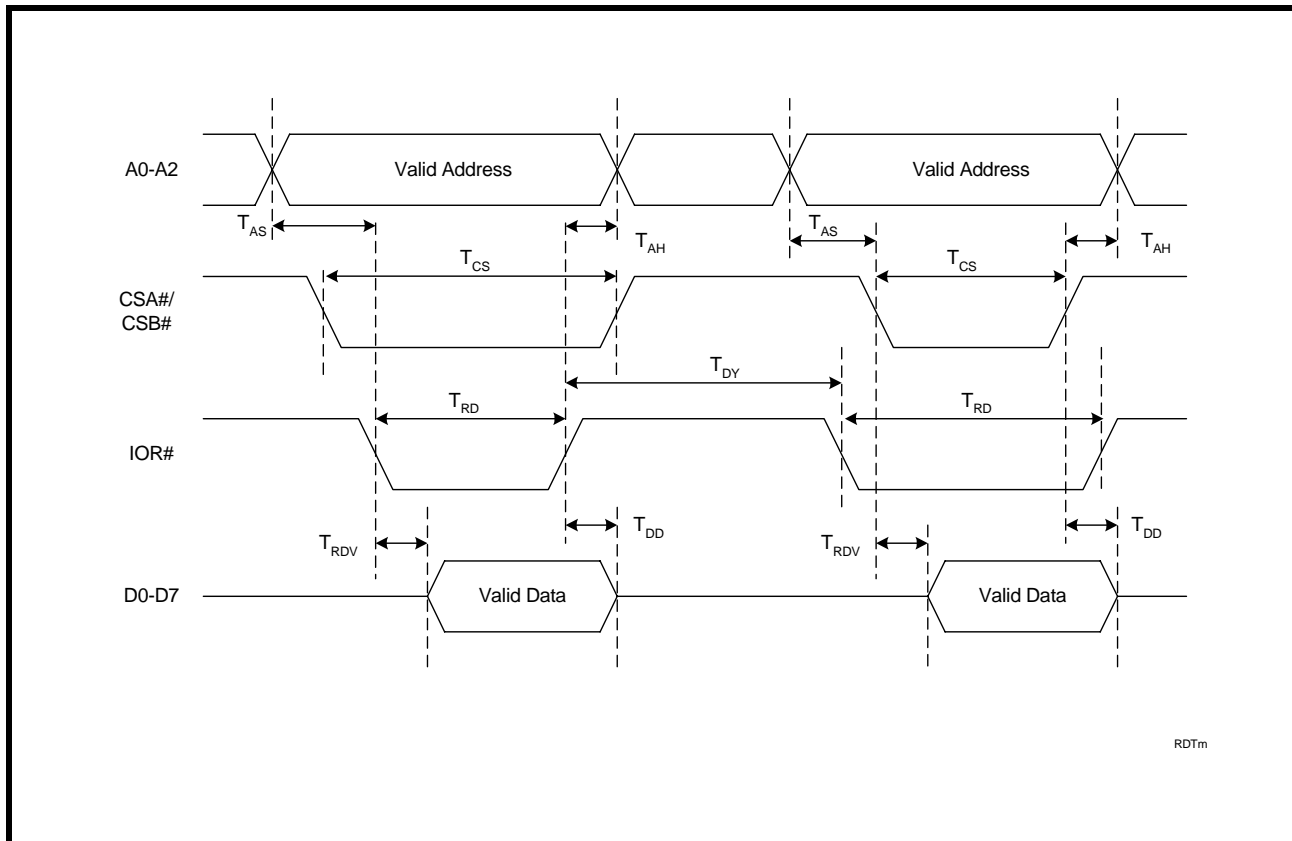 A0-A2
Valid Address
Valid Address
TAS
TAH
TAS
TAH
CSA#/
CSB#
TCS
TCS
TDY
IOR#
TRD
TRD
TRDV
TDD
TRDV
TDD
D0-D7
Valid Data
Valid Data
RDTm